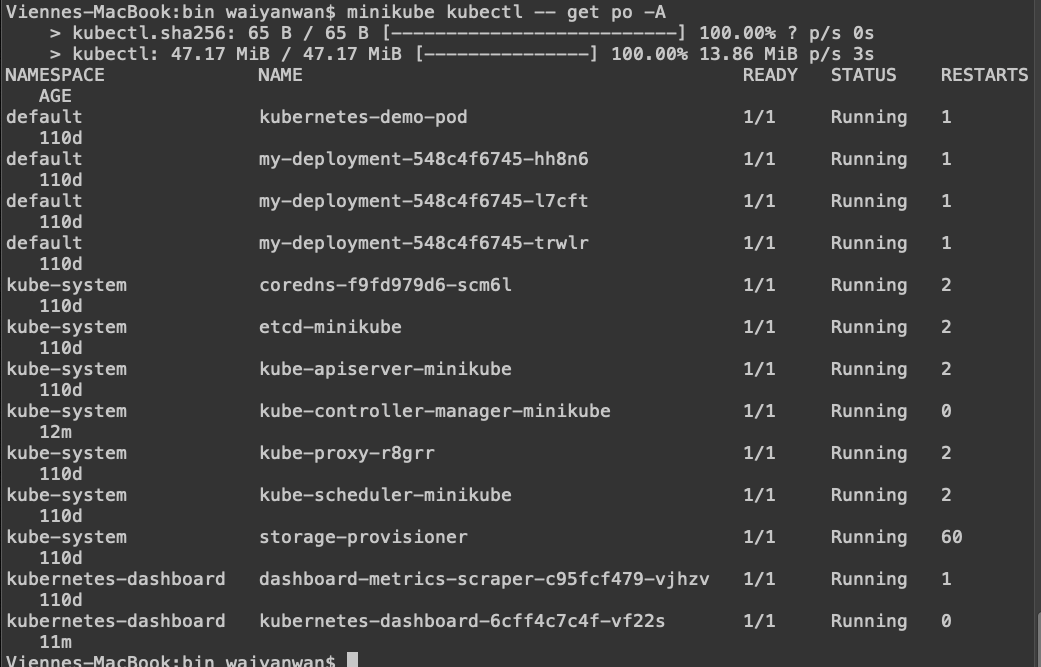 Viennes-MacBook:bin waiyanwan$ minikube kubectl -- get po -A
    > kubectl.sha256: 65 B / 65 B [--------------------------] 100.00% ? p/s 0s
    > kubectl: 47.17 MiB / 47.17 MiB [---------------] 100.00% 13.86 MiB p/s 3s
NAMESPACE              NAME                                        READY   STATUS    RESTARTS
   AGE
default                kubernetes-demo-pod                         1/1     Running   1
   110d
default                my-deployment-548c4f6745-hh8n6              1/1     Running   1
   110d
default                my-deployment-548c4f6745-l7cft              1/1     Running   1
   110d
default                my-deployment-548c4f6745-trwlr              1/1     Running   1
   110d
kube-system            coredns-f9fd979d6-scm6l                     1/1     Running   2
   110d
kube-system            etcd-minikube                               1/1     Running   2
   110d
kube-system            kube-apiserver-minikube                     1/1     Running   2
   110d
kube-system            kube-controller-manager-minikube            1/1     Running   0
   12m
kube-system            kube-proxy-r8grr                            1/1     Running   2
   110d
kube-system            kube-scheduler-minikube                     1/1     Running   2
   110d
kube-system            storage-provisioner                         1/1     Running   60
   110d
kubernetes-dashboard   dashboard-metrics-scraper-c95fcf479-vjhzv   1/1     Running   1
   110d
kubernetes-dashboard   kubernetes-dashboard-6cff4c7c4f-vf22s       1/1     Running   0
   11m
Viennes-MacBook:bin waiyanwan$